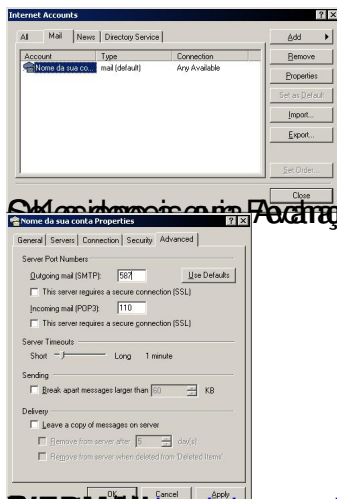 Internet Accounts
All Mail News Directory Service
Add
Remove
Properties
Set as Default
Import...
Export...
Set Order...
Close
Account Type Connection
Nome da sua co... mail (default) Any Available
Nome da sua conta Properties
General Servers Connection Security Advanced
Server Port Numbers
Outgoing mail (SMTP): 587 Use Defaults
This server requires a secure connection (SSL)
Incoming mail (POP3): 110
This server requires a secure connection (SSL)
Server Timeouts
Short Long 1 minute
Sending
Break apart messages larger than 60 KB
Delivery
Leave a copy of messages on server
Remove from server after 5 day(s)
Remove from server when deleted from 'Deleted Items'
OK Cancel Apply